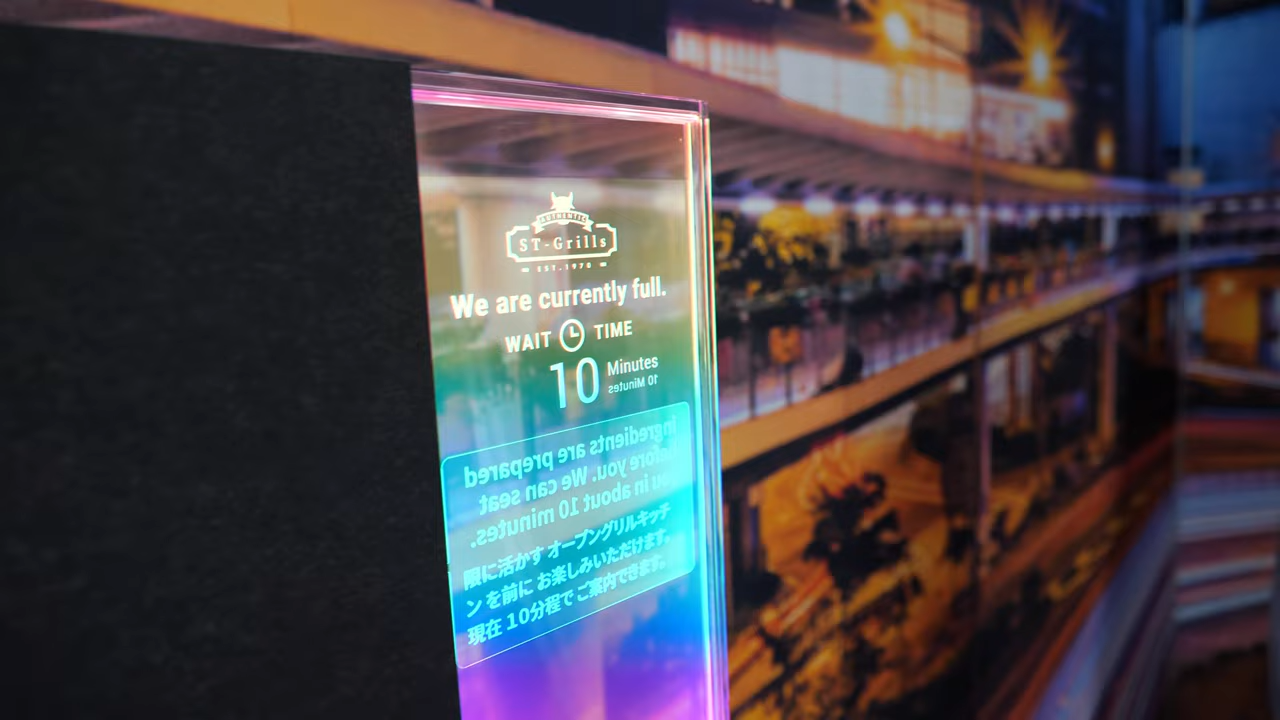 AUTHENTIC
ST-Grills
EST.1970
We are currently full.
WAIT TIME
10 Minutes
10 Minutes
Ingredients are prepared
before you. We can seat
you in about 10 minutes.
限に活かす オープングリルキッチ
ン を前に お楽しみいただけます。
現在 10分程で ご案内できます。